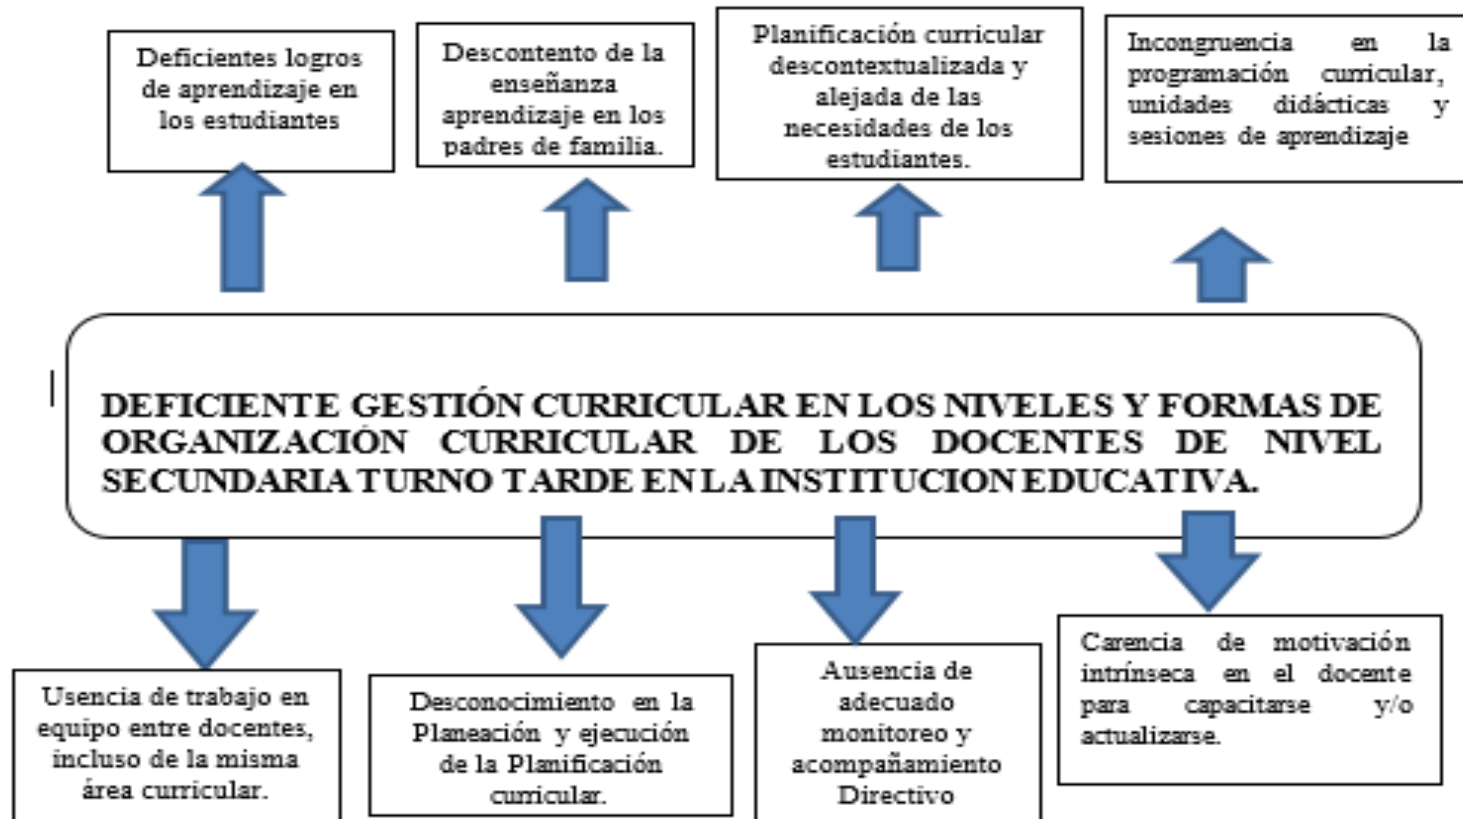 Deficientes logros
de aprendizaje en
los estudiantes
Descontento de la
enseñanza
aprendizaje en los
padres de familia.
Planificación curricular
descontextualizada y
alejada de las
necesidades de los
estudiantes.
Incongruencia en la
programación curricular,
unidades didácticas y
sesiones de aprendizaje
DEFICIENTE GESTIÓN CURRICULAR EN LOS NIVELES Y FORMAS DE
ORGANIZACIÓN CURRICULAR DE LOS DOCENTES DE NIVEL
SECUNDARIA TURNO TARDE EN LA INSTITUCION EDUCATIVA.
Usencia de trabajo en
equipo entre docentes,
incluso de la misma
área curricular.
Desconocimiento en la
Planeación y ejecución
de la Planificación
curricular.
Ausencia de
adecuado
monitoreo y
acompañamiento
Directivo
Carencia de motivación
intrínseca en el docente
para capacitarse y/o
actualizarse.